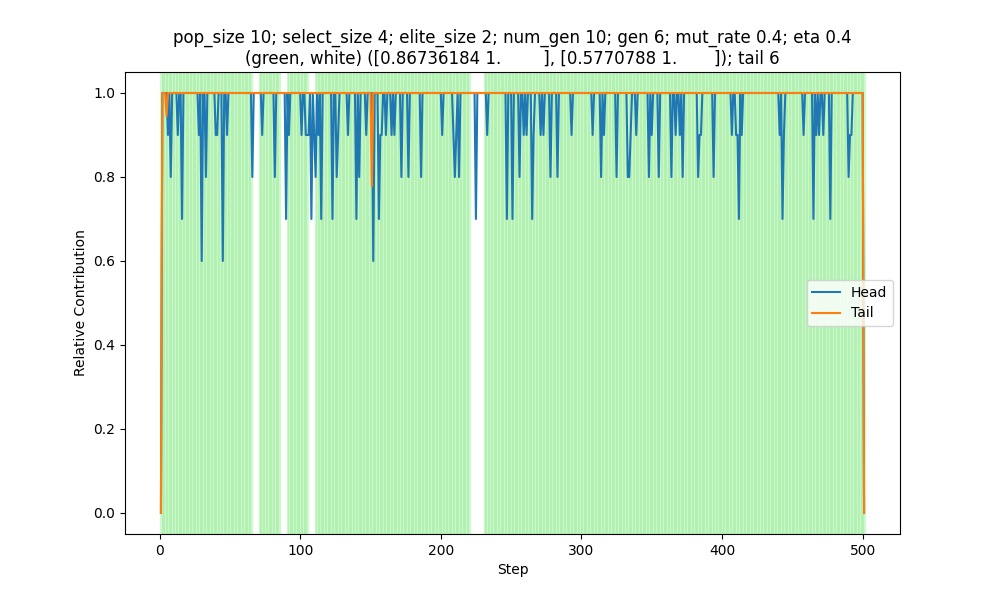 pop_size 10; select_size 4; elite_size 2; num_gen 10; gen 6; mut_rate 0.4; eta 0.4
(green, white) ([0.86736184 1.        ], [0.5770788 1.        ]); tail 6
1.0
0.8
0.6
0.4
0.2
0.0
Relative Contribution
Head
Tail
0 100 200 300 400 500
Step